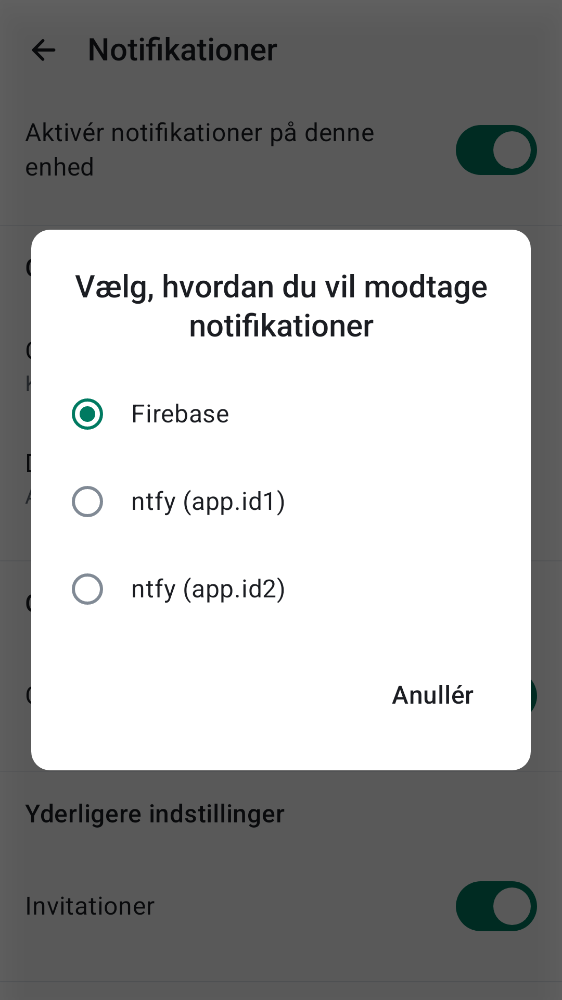 Notifikationer
Aktivér notifikationer på denne
enhed
Vælg, hvordan du vil modtage
notifikationer
Firebase
ntfy (app.id1)
ntfy (app.id2)
Anullér
Yderligere indstillinger
Invitationer